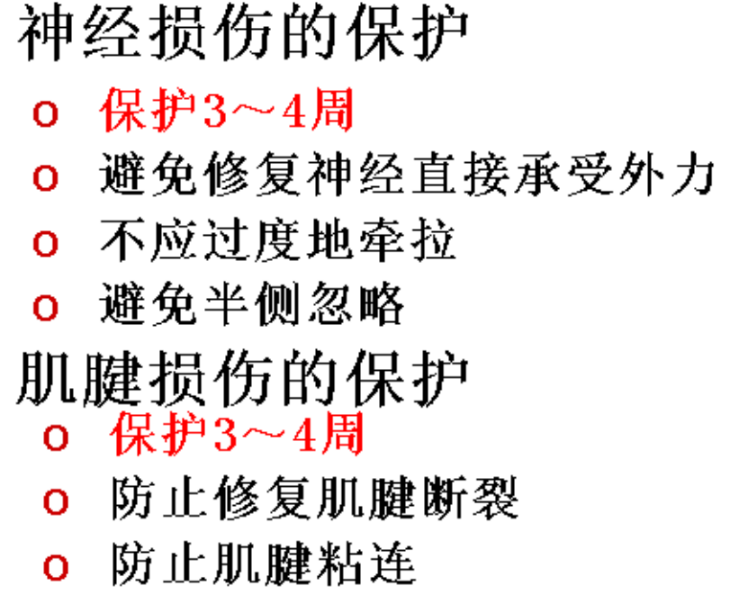 神经损伤的保护
o 保护3～4周
o 避免修复神经直接承受外力
o 不应过度地牵拉
o 避免半侧忽略
肌腱损伤的保护
o 保护3～4周
o 防止修复肌腱断裂
o 防止肌腱粘连